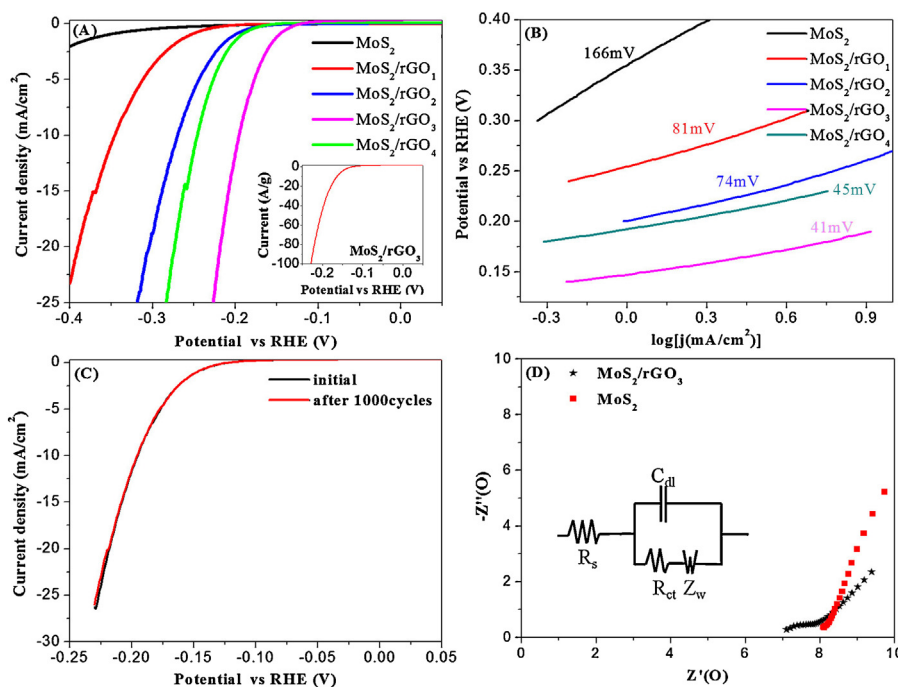 (A)
MoS2
MoS2/rGO1
MoS2/rGO2
MoS2/rGO3
MoS2/rGO4
Current density (mA/cm2)
0
-5
-10
-15
-20
-25
-0.4 -0.3 -0.2 -0.1 0.0
Potential vs RHE (V)
Current (A/g)
0
-20
-40
-60
-80
-100
MoS2/rGO3
-0.2 -0.1 0.0
Potential vs RHE (V)
(B)
MoS2
MoS2/rGO1
MoS2/rGO2
MoS2/rGO3
MoS2/rGO4
166mV
81mV
74mV
45mV
41mV
Potential vs RHE (V)
0.40
0.35
0.30
0.25
0.20
0.15
-0.3 0.0 0.3 0.6 0.9
log[j(mA/cm2)]
(C)
initial
after 1000cycles
Current density (mA/cm2)
0
-5
-10
-15
-20
-25
-30
-0.25 -0.20 -0.15 -0.10 -0.05 0.00 0.05
Potential vs RHE (V)
(D)
MoS2/rGO3
MoS2
-Z''(O)
10
8
6
4
2
0
Cdl
Rs
Rct Zw
0 2 4 6 8 10
Z'(O)